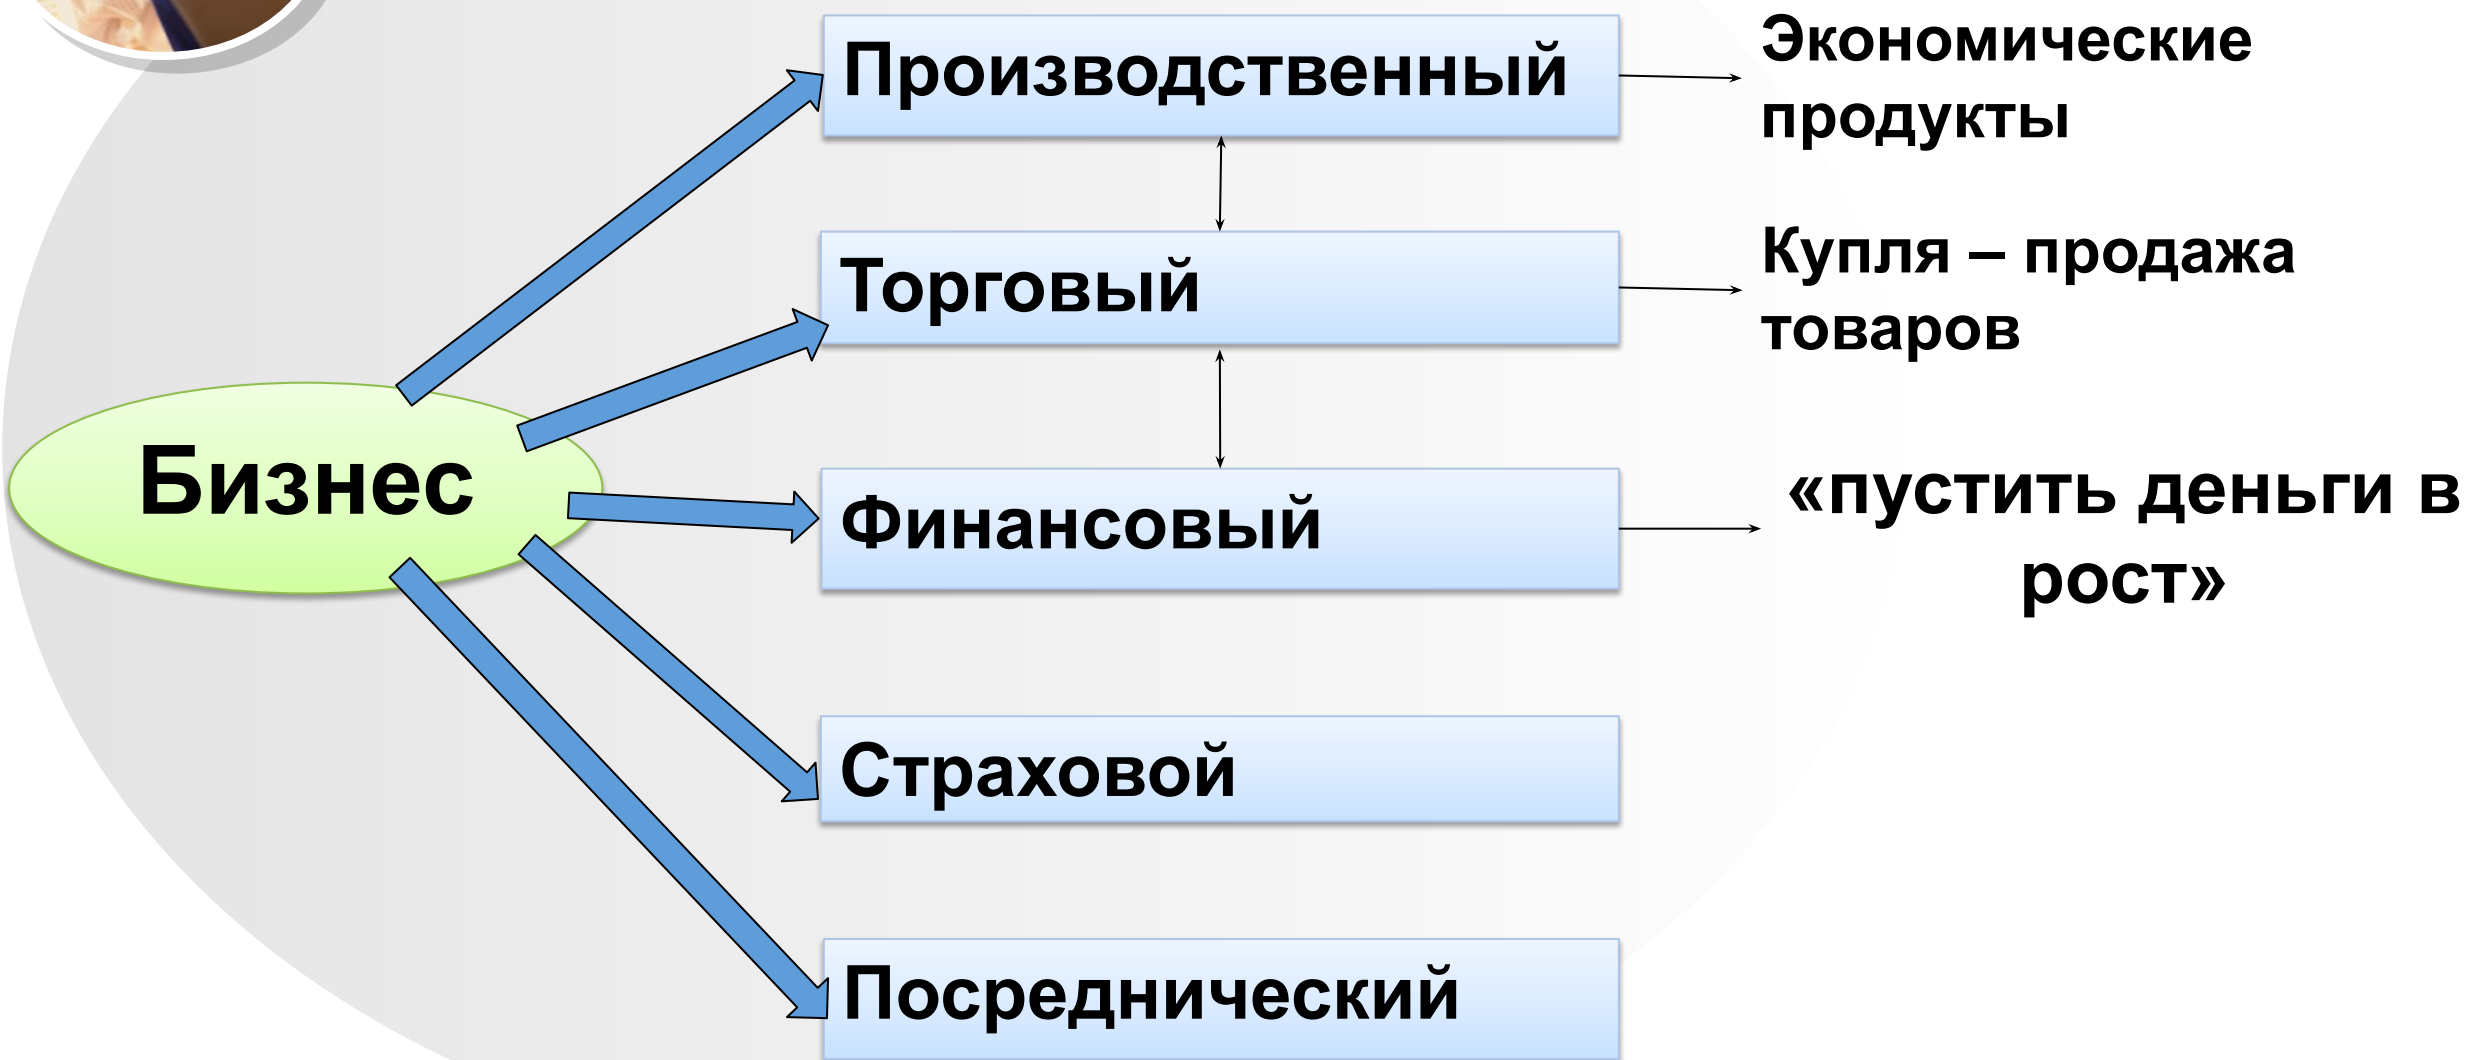 Производственный
Экономические
продукты
Торговый
Купля – продажа
товаров
Бизнес
Финансовый
«пустить деньги в
рост»
Страховой
Посреднический